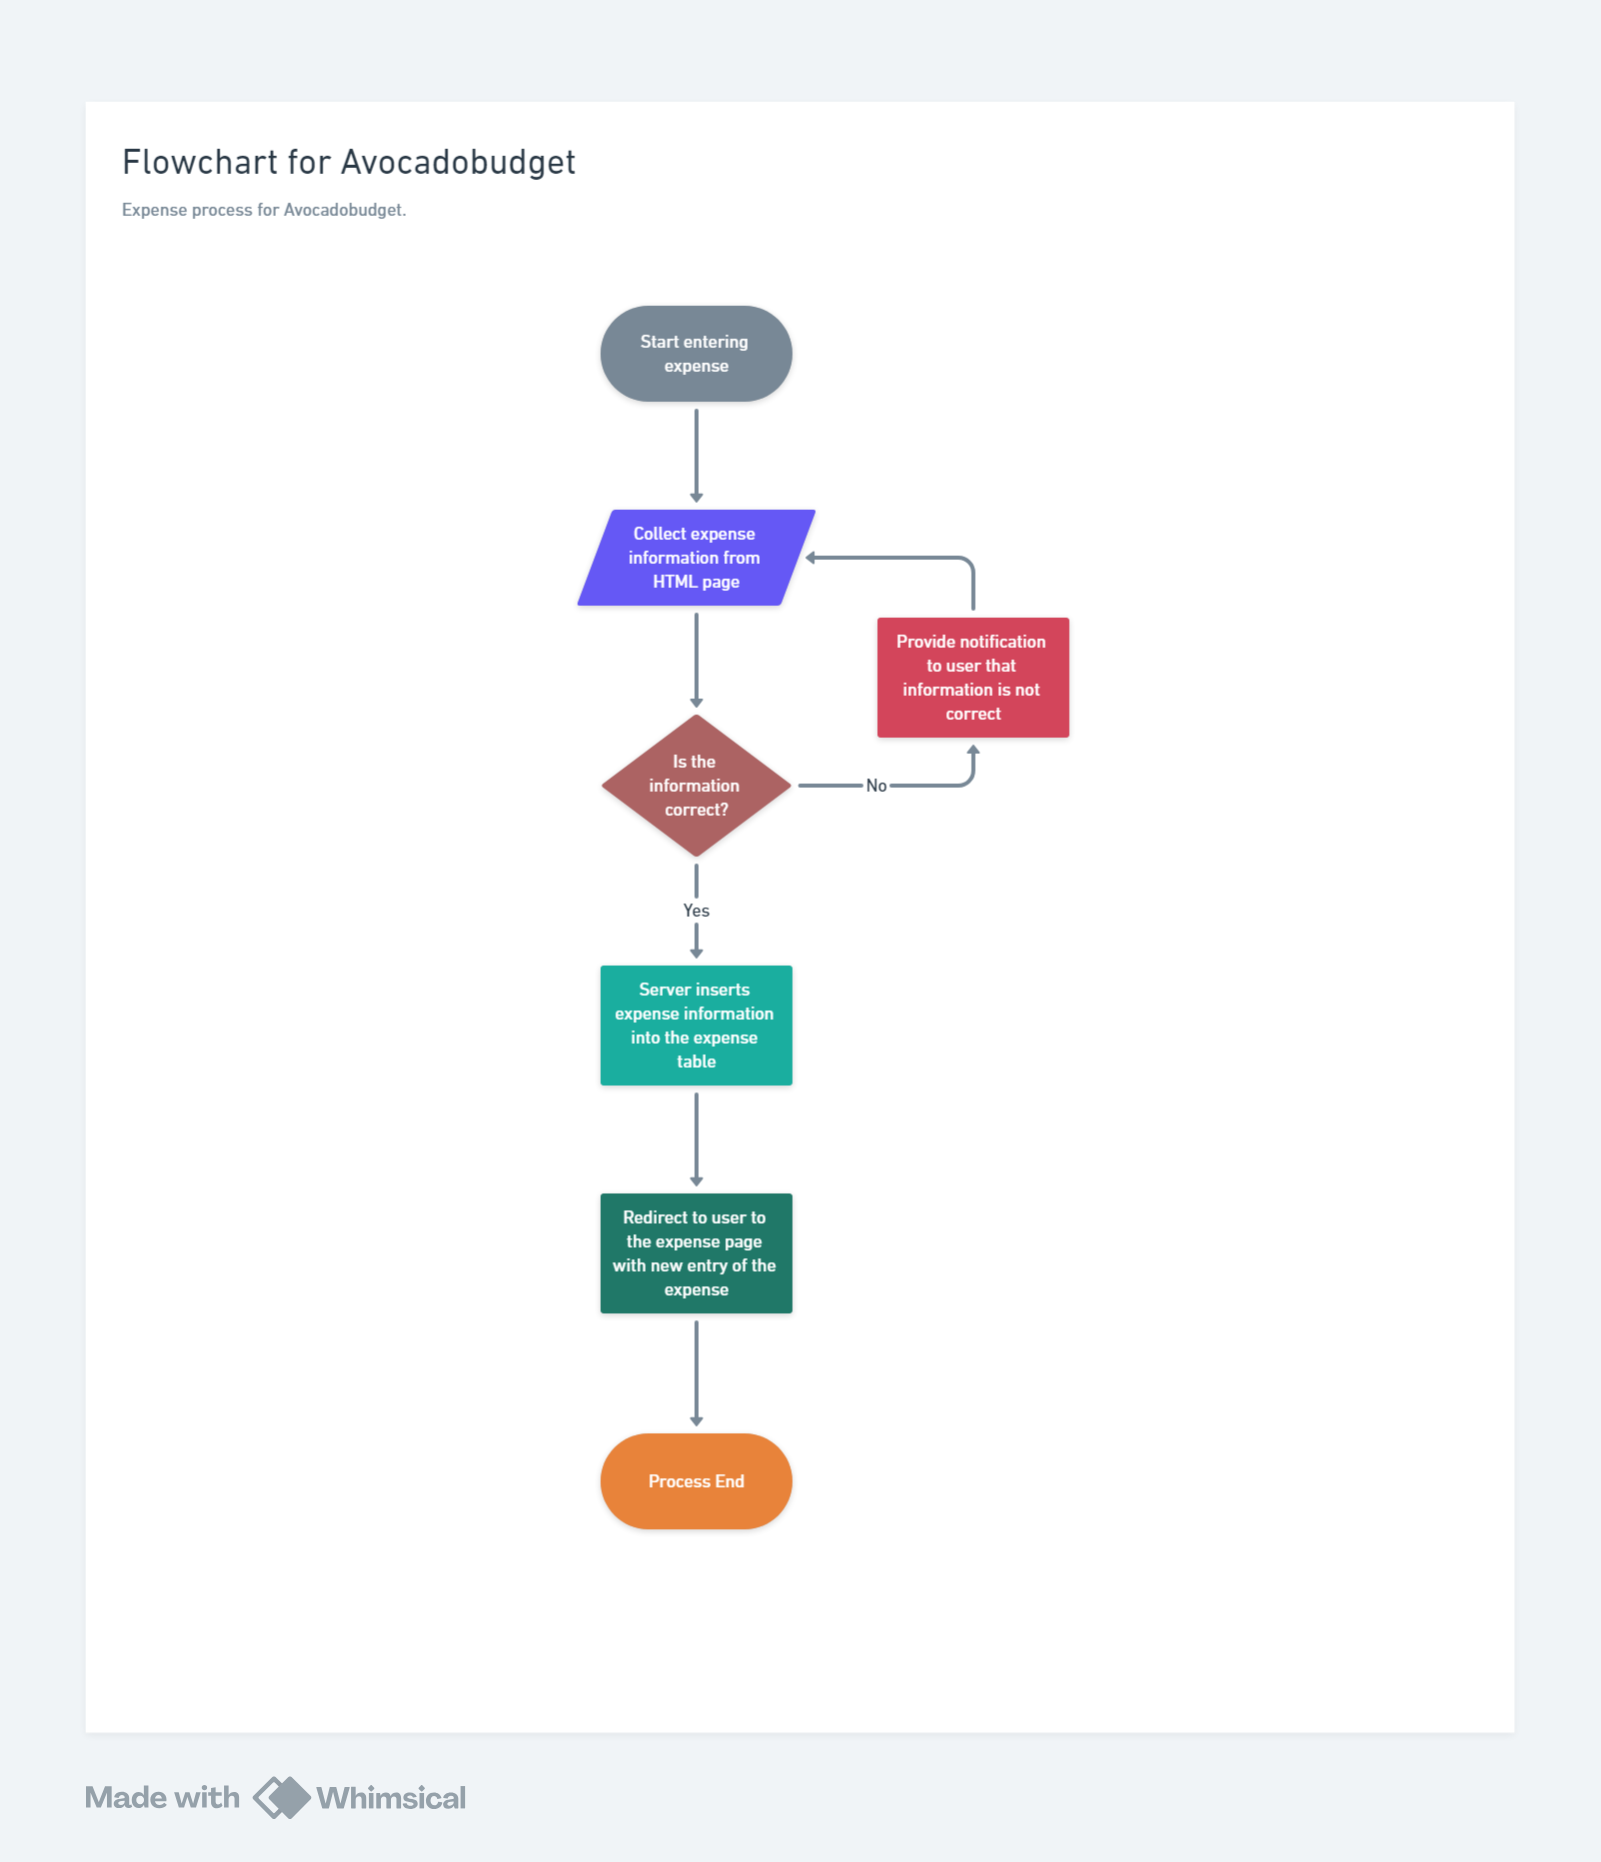 Flowchart for Avocadobudget
Expense process for Avocadobudget.
Start entering
expense
Collect expense
information from
HTML page
Provide notification
to user that
information is not
correct
Is the
information
correct?
No
Yes
Server inserts
expense information
into the expense
table
Redirect to user to
the expense page
with new entry of the
expense
Process End
Made with Whimsical